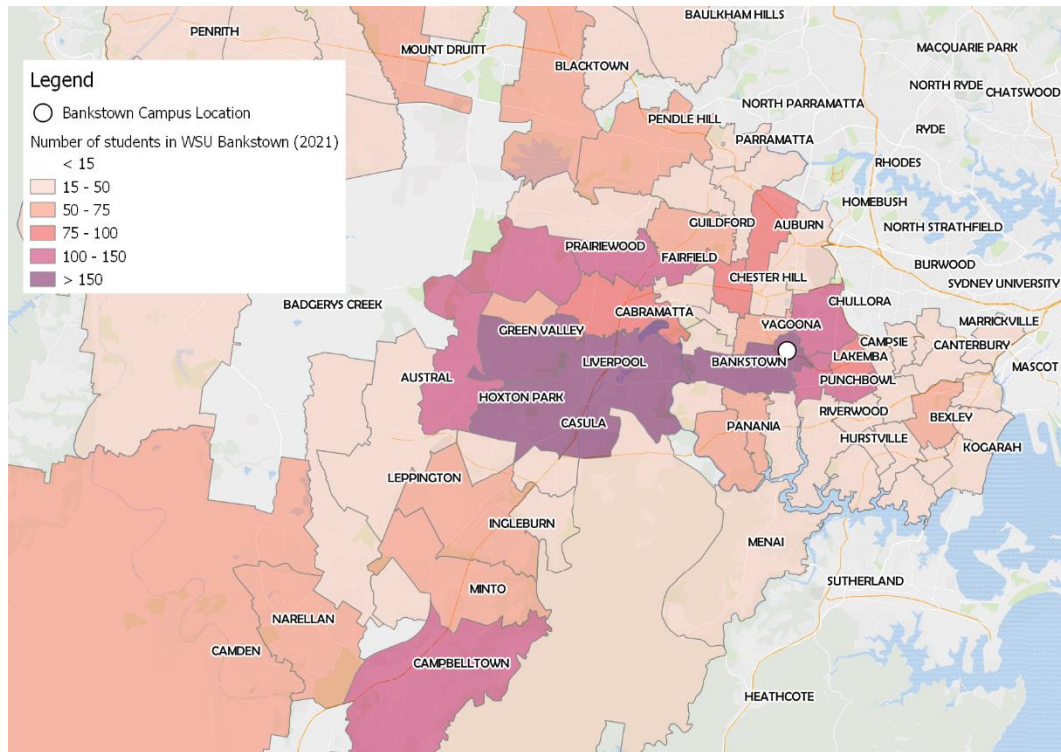 BAULKHAM HILLS
PENRITH
MOUNT DRUITT
MACQUARIE PARK
BLACKTOWN
Legend
Bankstown Campus Location
Number of students in WSU Bankstown (2021)
< 15
15 - 50
50 - 75
75 - 100
100 - 150
> 150
NORTH RYDE
CHATSWOOD
NORTH PARRAMATTA
PENDLE HILL
RYDE
PARRAMATTA
RHODES
HOMEBUSH
GUILDFORD
AUBURN
NORTH STRATHFIELD
PRAIRIEWOOD
FAIRFIELD
BURWOOD
CHESTER HILL
SYDNEY UNIVERSITY
BADGERYS CREEK
CHULLORA
CABRAMATTA
YAGOONA
MARRICKVILLE
GREEN VALLEY
CAMPSIE
CANTERBURY
LIVERPOOL
BANKSTOWN
LAKEMBA
MASCOT
AUSTRAL
PUNCHBOWL
HOXTON PARK
RIVERWOOD
BEXLEY
CASULA
PANANIA
HURSTVILLE
KOGARAH
LEPPINGTON
INGLEBURN
MENAI
SUTHERLAND
MINTO
NARELLAN
CAMDEN
CAMPBELLTOWN
HEATHCOTE